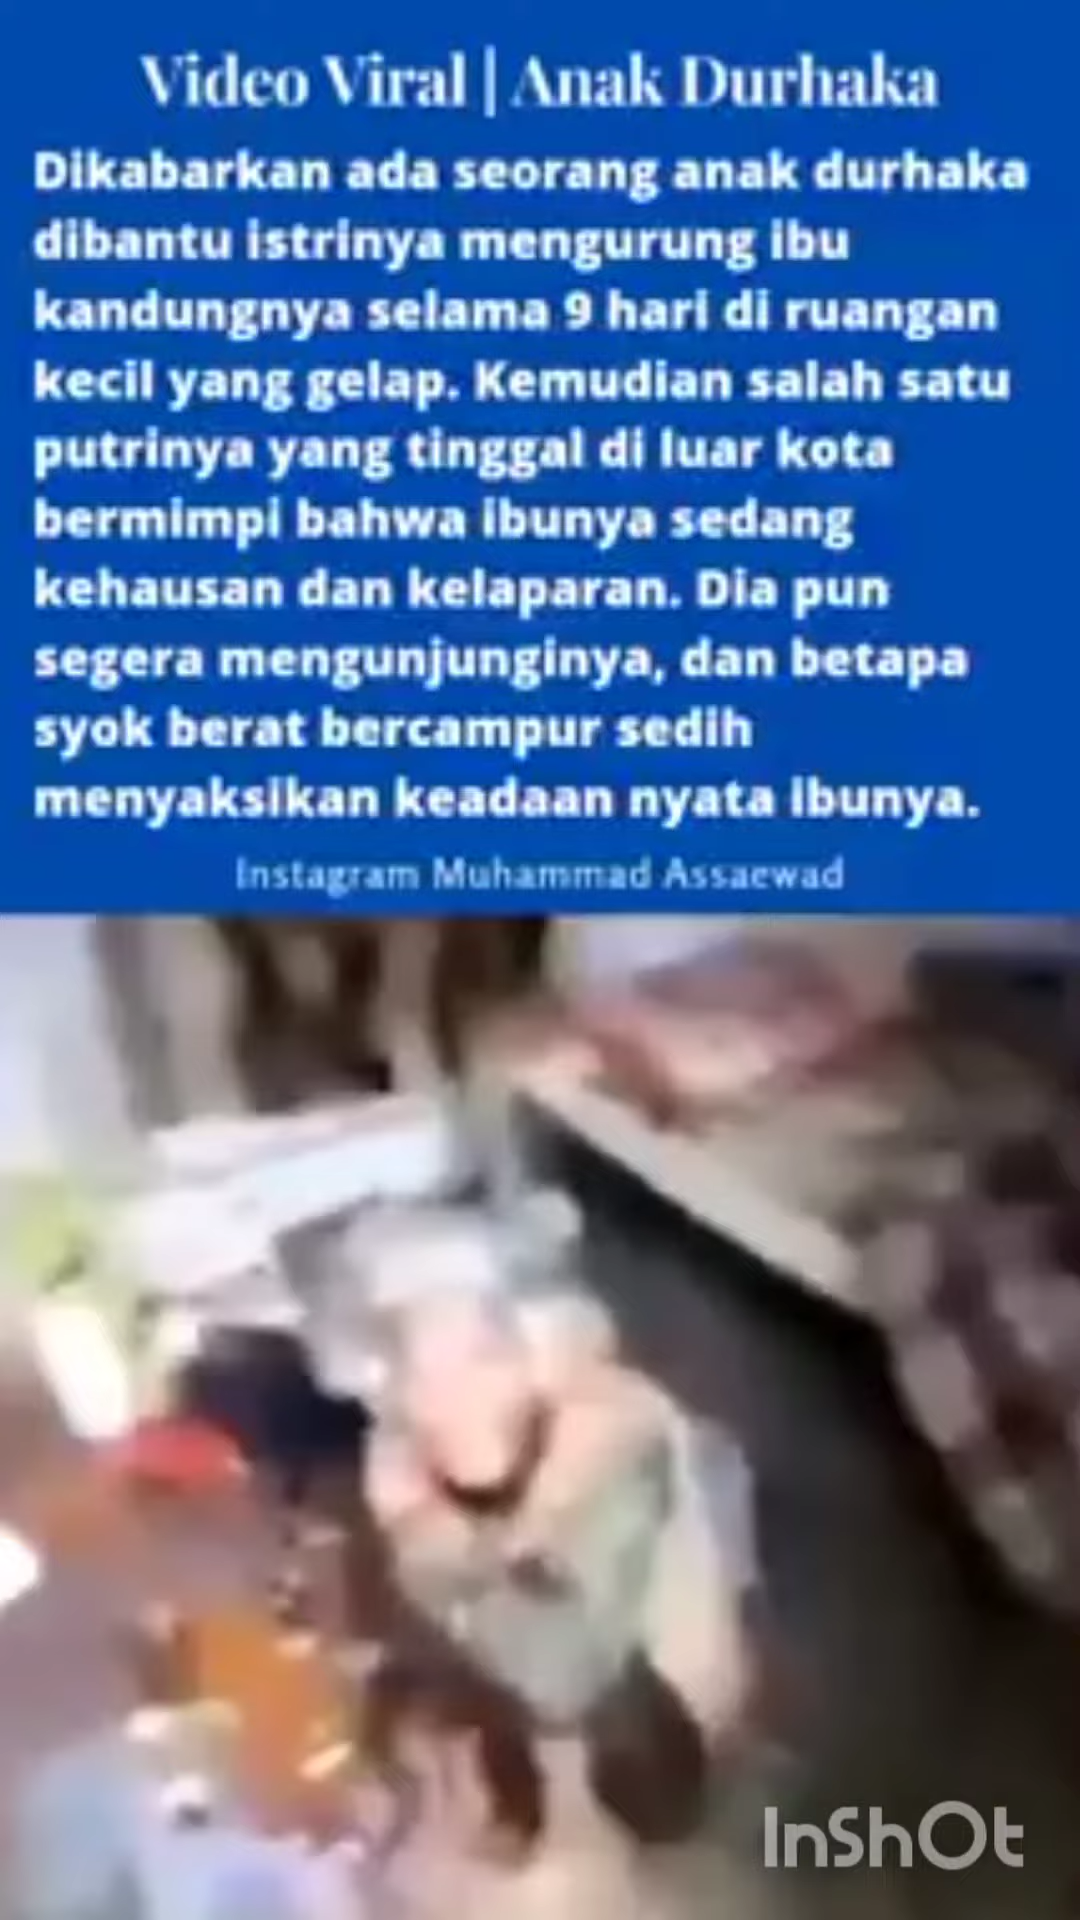 Video Viral | Anak Durhaka
Dikabarkan ada seorang anak durhaka
dibantu istrinya mengurung ibu
kandungnya selama 9 hari di ruangan
kecil yang gelap. Kemudian salah satu
putrinya yang tinggal di luar kota
bermimpi bahwa ibunya sedang
kehausan dan kelaparan. Dia pun
segera mengunjunginya, dan betapa
syok berat bercampur sedih
menyaksikan keadaan nyata ibunya.
Instagram Muhammad Assaewad
InShOt